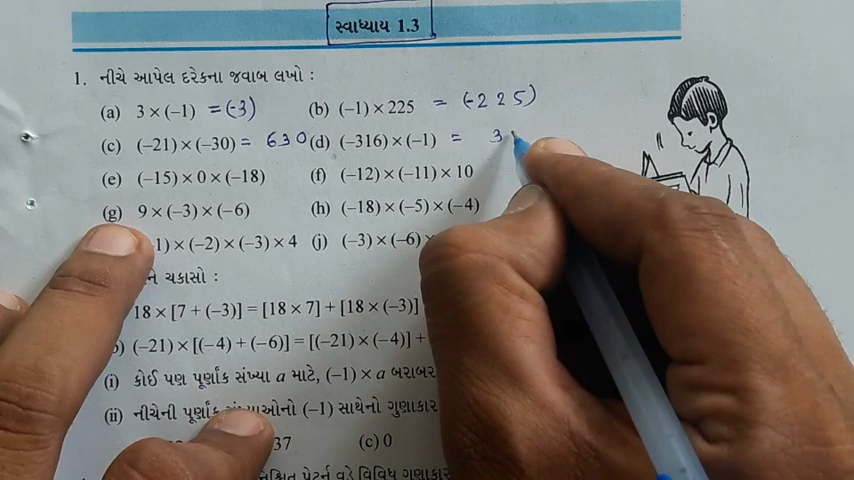 સ્વાધ્યાય 1.3
1. નીચે આપેલ દરેકના જવાબ લખો :
(a) 3 × (–1) = (-3) (b) (–1) × 225 = (-225)
(c) (–21) × (–30) = 630 (d) (–316) × (–1) = 3
(e) (–15) × 0 × (–18) (f) (–12) × (–11) × 10
(g) 9 × (–3) × (–6) (h) (–18) × (–5) × (–4)
1) × (–2) × (–3) × 4 (j) (–3) × (–6) ×
ચકાસો :
18 × [7 + (–3)] = [18 × 7] + [18 × (–3)]
) (–21) × [(–4) + (–6)] = [(–21) × (–4)] +
(i) કોઈ પણ પૂર્ણાંક સંખ્યા a માટે, (–1) × a બરાબર
(ii) નીચેની પૂર્ણાંક સંખ્યાઓનો (–1) સાથેનો ગુણાકાર
37 (c) 0
પેટર્ન વડે વિવિધ ગુણાકાર